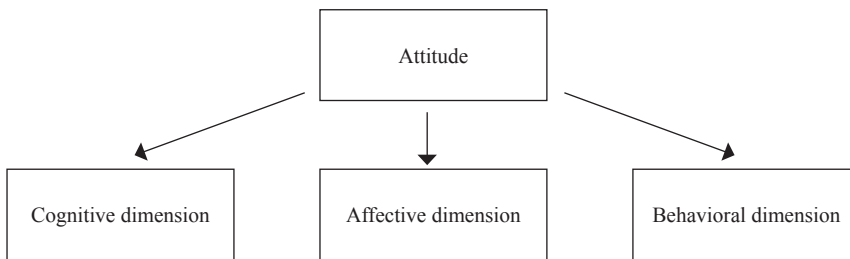 Attitude
Cognitive dimension
Affective dimension
Behavioral dimension